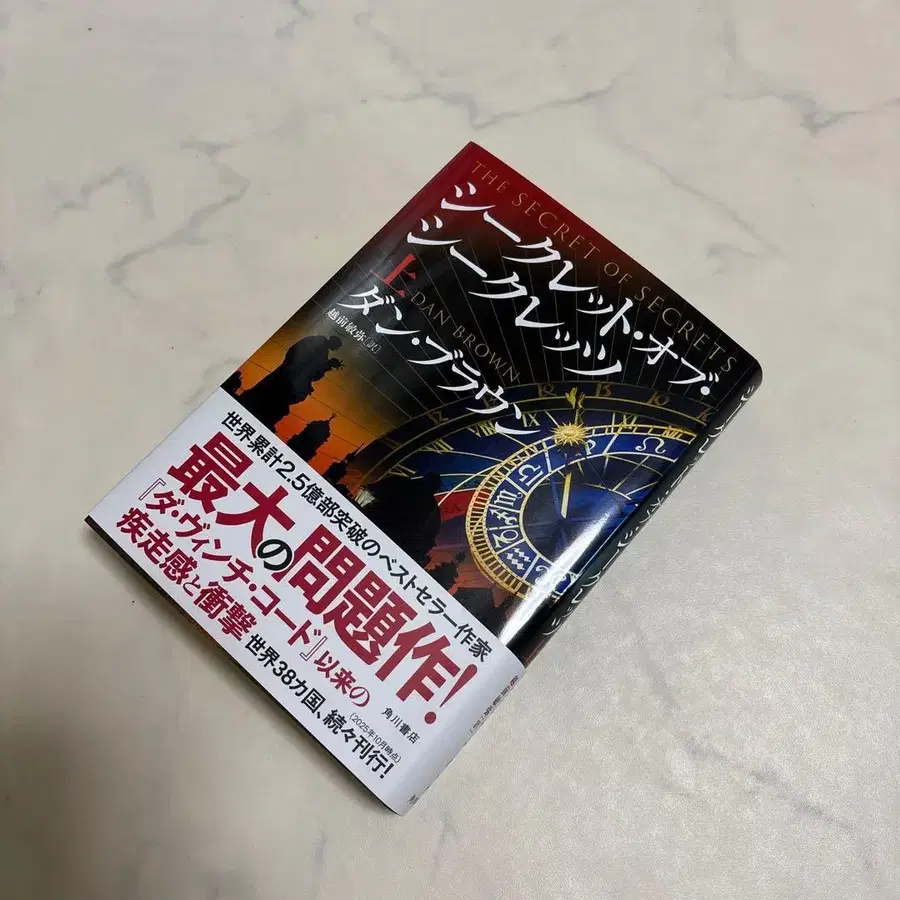 THE SECRET OF SECRETS
シークレット・オブ・
シークレッツ
上
DAN BROWN
ダン・ブラウン
越前敏弥[訳]
世界累計2.5億部突破のベストセラー作家
最大の問題作!
『ダ・ヴィンチ・コード』以来の
疾走感と衝撃
世界38カ国、続々刊行!
(2025年10月時点)
角川書店